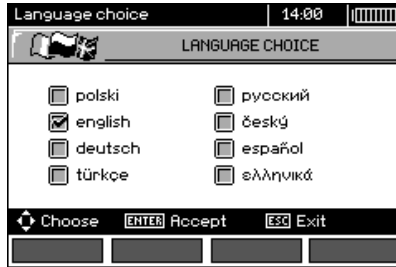 Language choice 14:00
LANGUAGE CHOICE
polski русский
english český
deutsch español
türkçe ελληνικά
Choose ENTER Accept ESC Exit